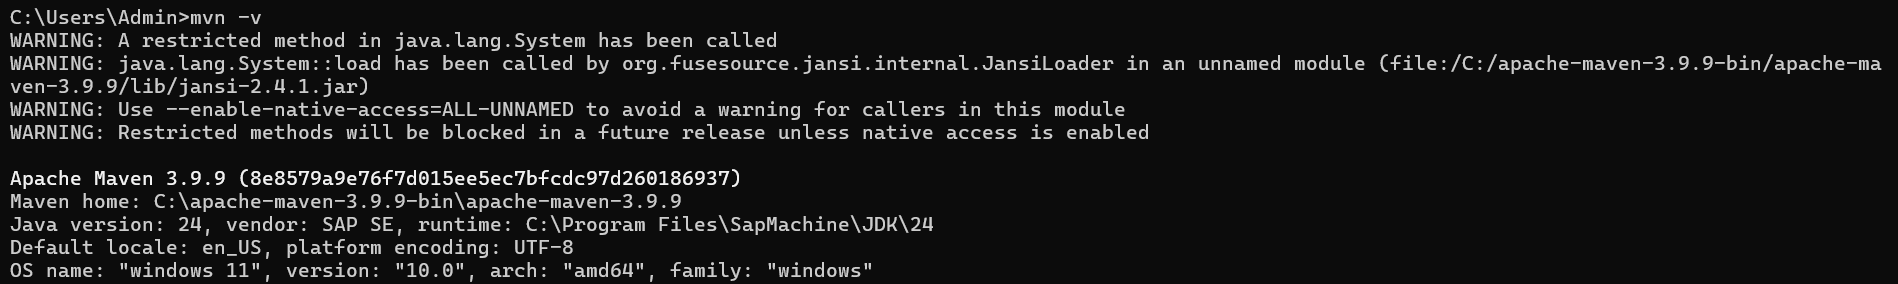 C:\Users\Admin>mvn -v
WARNING: A restricted method in java.lang.System has been called
WARNING: java.lang.System::load has been called by org.fusesource.jansi.internal.JansiLoader in an unnamed module (file:/C:/apache-maven-3.9.9-bin/apache-ma
ven-3.9.9/lib/jansi-2.4.1.jar)
WARNING: Use --enable-native-access=ALL-UNNAMED to avoid a warning for callers in this module
WARNING: Restricted methods will be blocked in a future release unless native access is enabled
Apache Maven 3.9.9 (8e8579a9e76f7d015ee5ec7bfcdc97d260186937)
Maven home: C:\apache-maven-3.9.9-bin\apache-maven-3.9.9
Java version: 24, vendor: SAP SE, runtime: C:\Program Files\SapMachine\JDK\24
Default locale: en_US, platform encoding: UTF-8
OS name: "windows 11", version: "10.0", arch: "amd64", family: "windows"